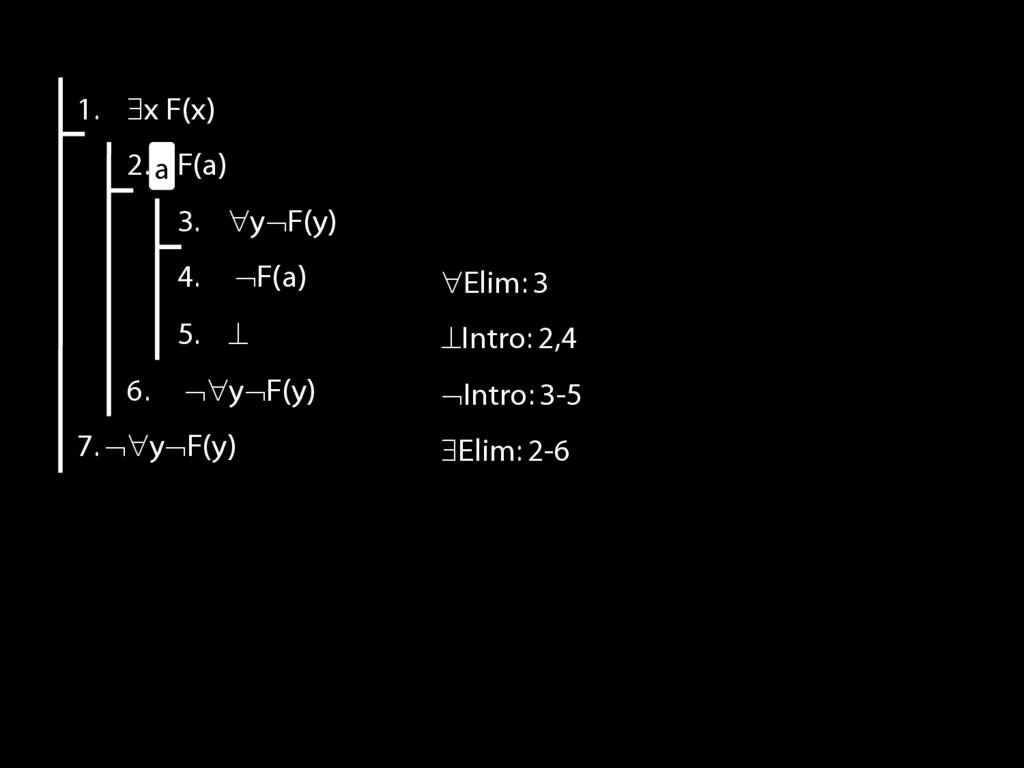 1. ∃x F(x)
2. a F(a)
3. ∀y¬F(y)
4. ¬F(a) ∀Elim: 3
5. ⊥ ⊥Intro: 2,4
6. ¬∀y¬F(y) ¬Intro: 3-5
7. ¬∀y¬F(y) ∃Elim: 2-6